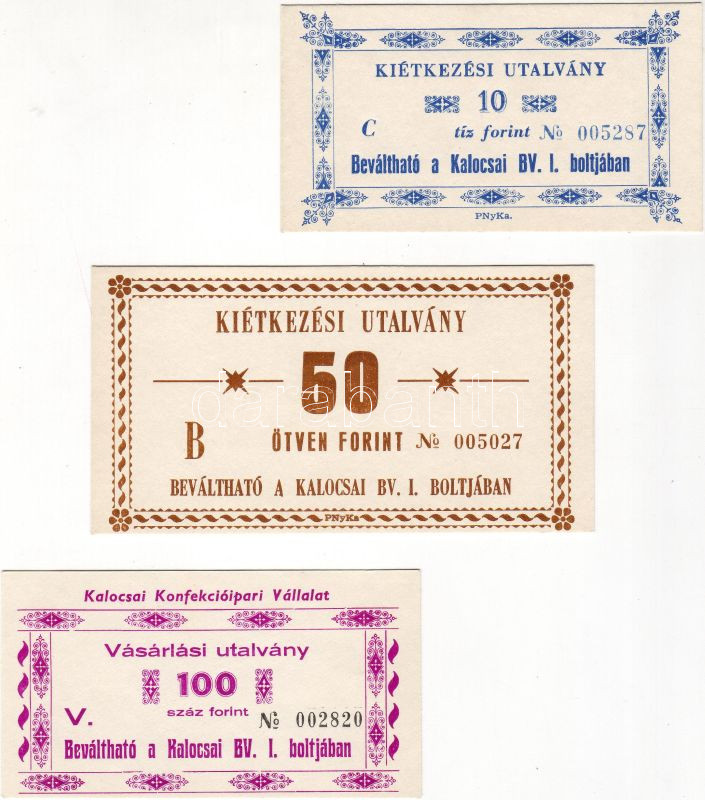 KIÉTKEZÉSI UTALVÁNY
10
C tíz forint № 005287
Beváltható a Kalocsai BV. I. boltjában
PNyKa.
KIÉTKEZÉSI UTALVÁNY
50
B ÖTVEN FORINT № 005027
BEVÁLTHATÓ A KALOCSAI BV. I. BOLTJÁBAN
PNyKa
darabanth
Kalocsai Konfekcióipari Vállalat
Vásárlási utalvány
100
száz forint
V. № 002820
Beváltható a Kalocsai BV. I. boltjában